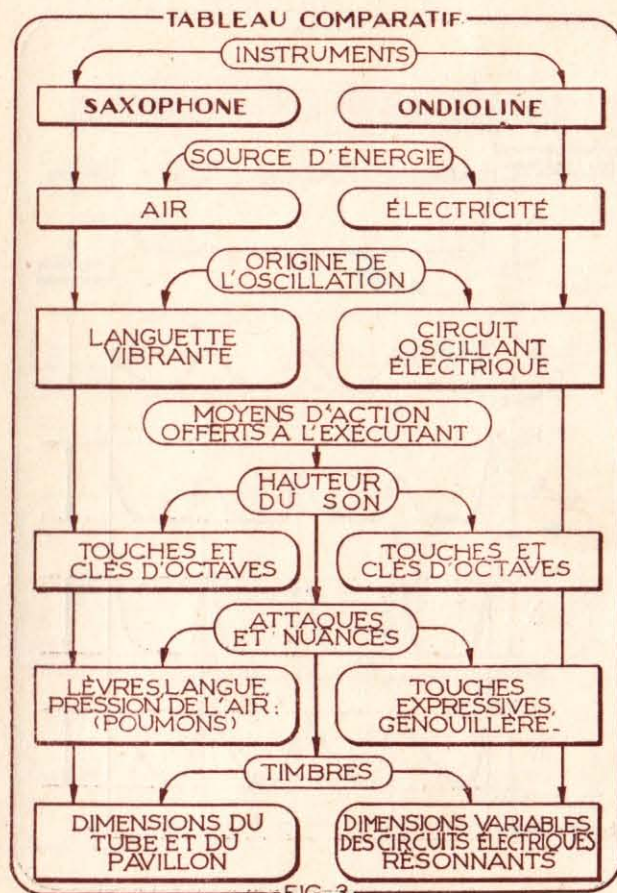 TABLEAU COMPARATIF
INSTRUMENTS
SAXOPHONE
ONDIOLINE
SOURCE D'ÉNERGIE
AIR
ÉLECTRICITÉ
ORIGINE DE
L'OSCILLATION
LANGUETTE
VIBRANTE
CIRCUIT
OSCILLANT
ÉLECTRIQUE
MOYENS D'ACTION
OFFERTS A L'EXÉCUTANT
HAUTEUR
DU SON
TOUCHES ET
CLÉS D'OCTAVES
TOUCHES ET
CLÉS D'OCTAVES
ATTAQUES
ET NUANCES
LÈVRES, LANGUE,
PRESSION DE L'AIR:
(POUMONS)
TOUCHES
EXPRESSIVES,
GENOUILLÈRE_
TIMBRES
DIMENSIONS DU
TUBE ET DU
PAVILLON
DIMENSIONS VARIABLES
DES CIRCUITS ÉLECTRIQUES
RÉSONNANTS
FIG_3